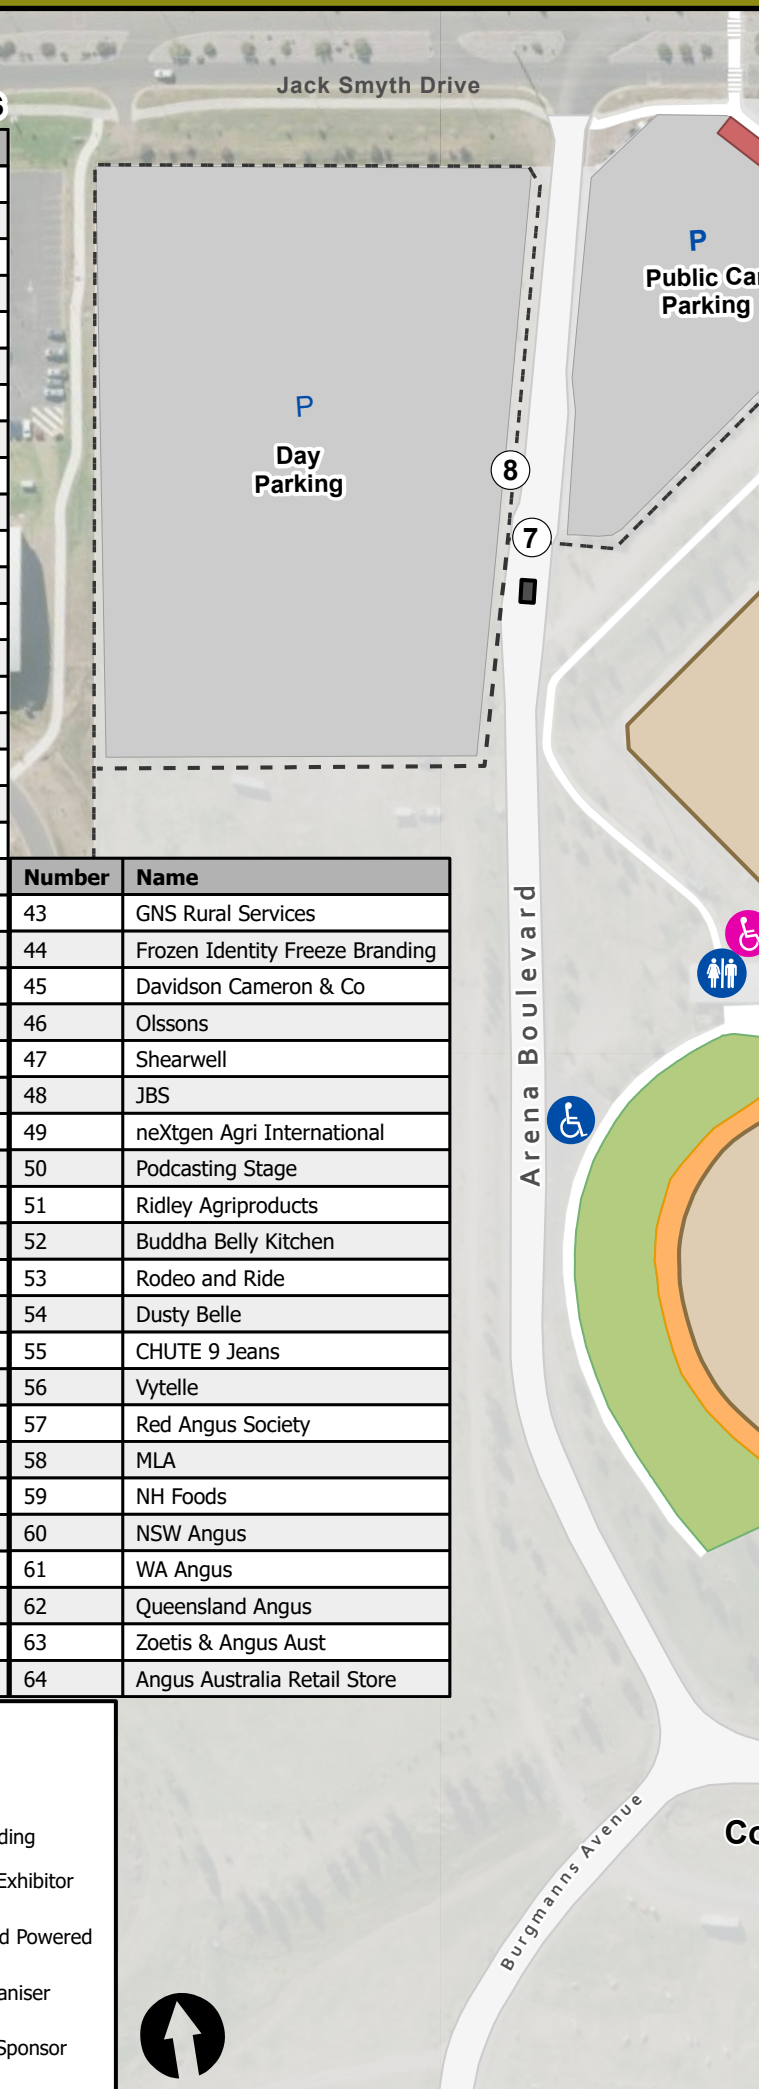 Jack Smyth Drive
P
Public Car
Parking
P
Day
Parking
8
7
Number Name
43 GNS Rural Services
44 Frozen Identity Freeze Branding
45 Davidson Cameron & Co
46 Olssons
47 Shearwell
48 JBS
49 neXtgen Agri International
50 Podcasting Stage
51 Ridley Agriproducts
52 Buddha Belly Kitchen
53 Rodeo and Ride
54 Dusty Belle
55 CHUTE 9 Jeans
56 Vytelle
57 Red Angus Society
58 MLA
59 NH Foods
60 NSW Angus
61 WA Angus
62 Queensland Angus
63 Zoetis & Angus Aust
64 Angus Australia Retail Store
Arena Boulevard
Burgmanns Avenue
Exhibitor
Powered
Sponsor